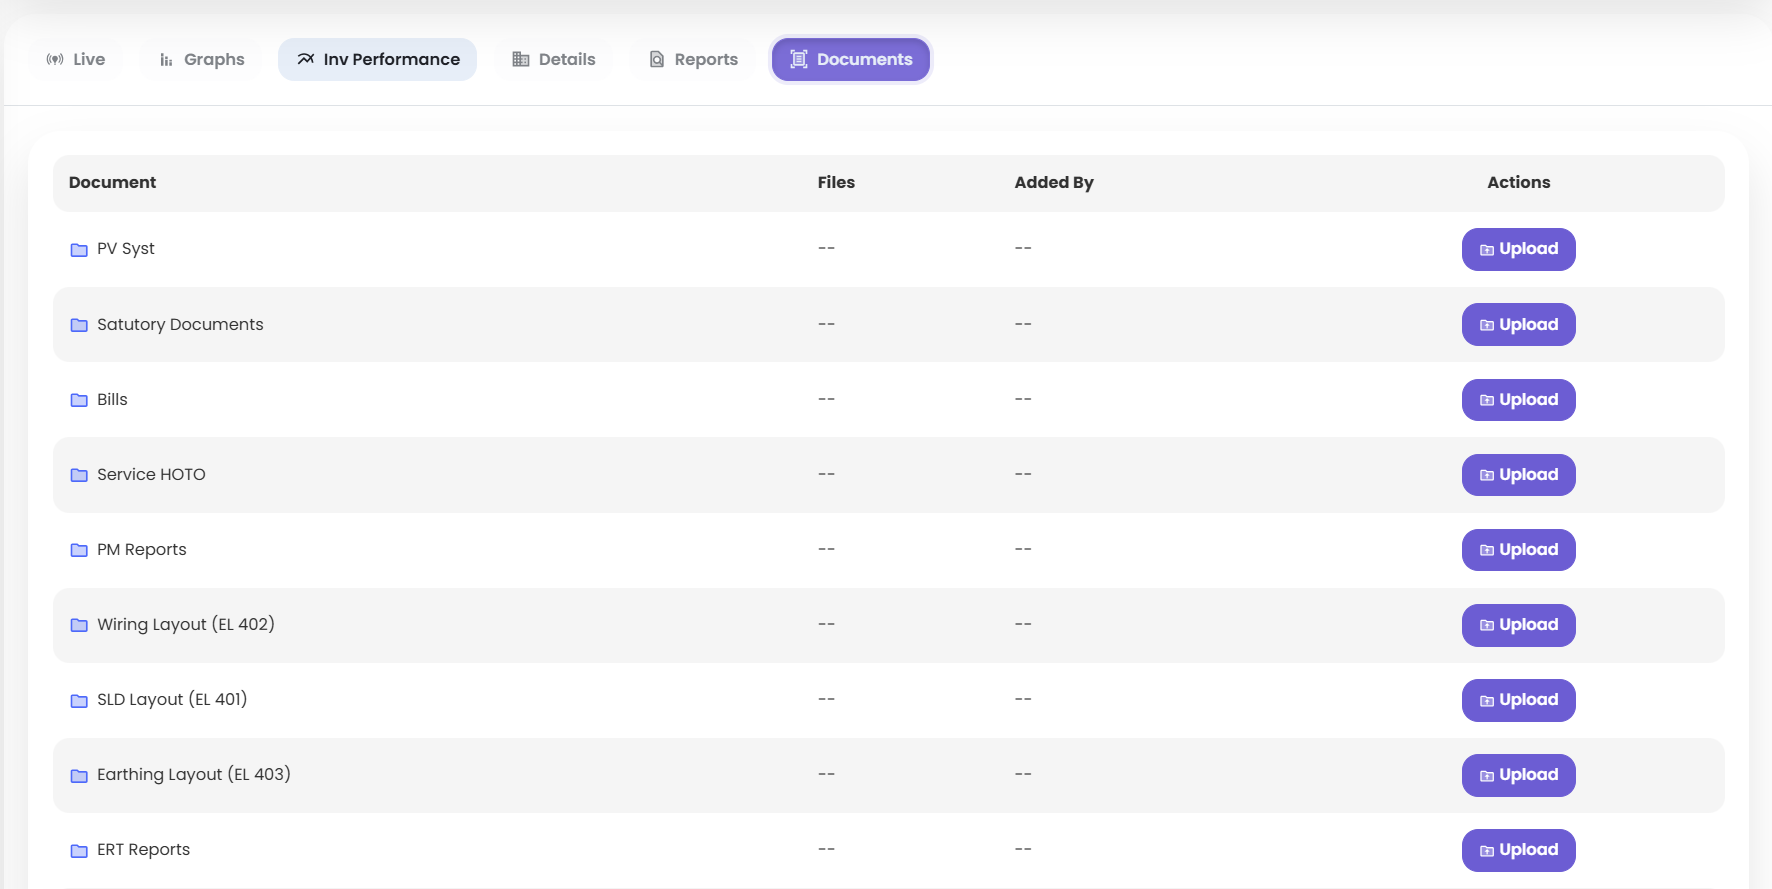 Live Graphs Inv Performance Details Reports Documents
Document Files Added By Actions
PV Syst -- -- Upload
Satutory Documents -- -- Upload
Bills -- -- Upload
Service HOTO -- -- Upload
PM Reports -- -- Upload
Wiring Layout (EL 402) -- -- Upload
SLD Layout (EL 401) -- -- Upload
Earthing Layout (EL 403) -- -- Upload
ERT Reports -- -- Upload